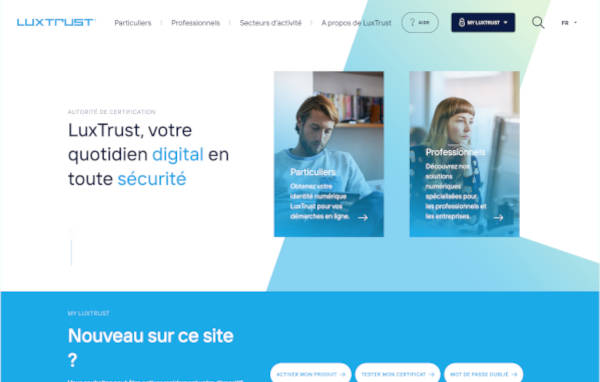 LUXTRUST
Particuliers
Professionnels
Secteurs d'activité
A propos de LuxTrust
? AIDE
MY LUXTRUST
FR
AUTORITÉ DE CERTIFICATION
LuxTrust, votre
quotidien digital en
toute sécurité
Particuliers
Obtenez votre
identité numérique
LuxTrust pour vos
démarches en ligne.
Professionnels
Découvrez nos
solutions
numériques
spécialisées pour
les professionnels et
les entreprises.
MY LUXTRUST
Nouveau sur ce site
?
ACTIVER MON PRODUIT
TESTER MON CERTIFICAT
MOT DE PASSE OUBLIÉ